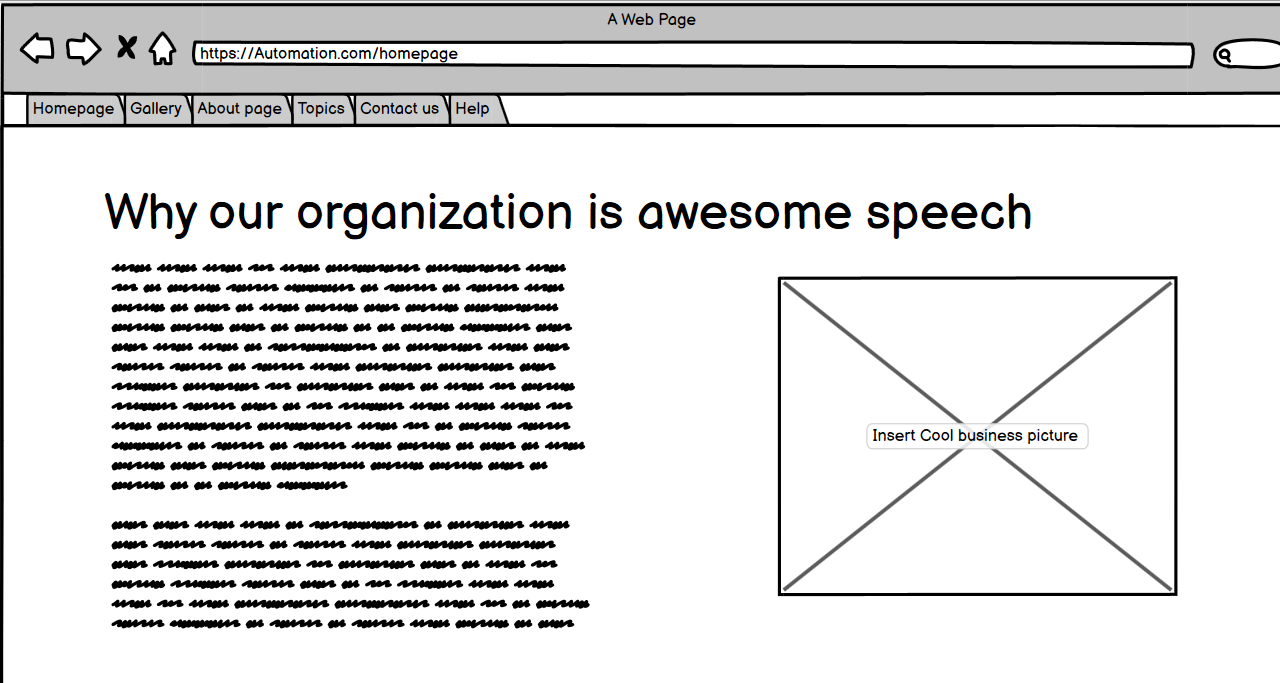 A Web Page
https://Automation.com/homepage
Homepage Gallery About page Topics Contact us Help
Why our organization is awesome speech
Insert Cool business picture